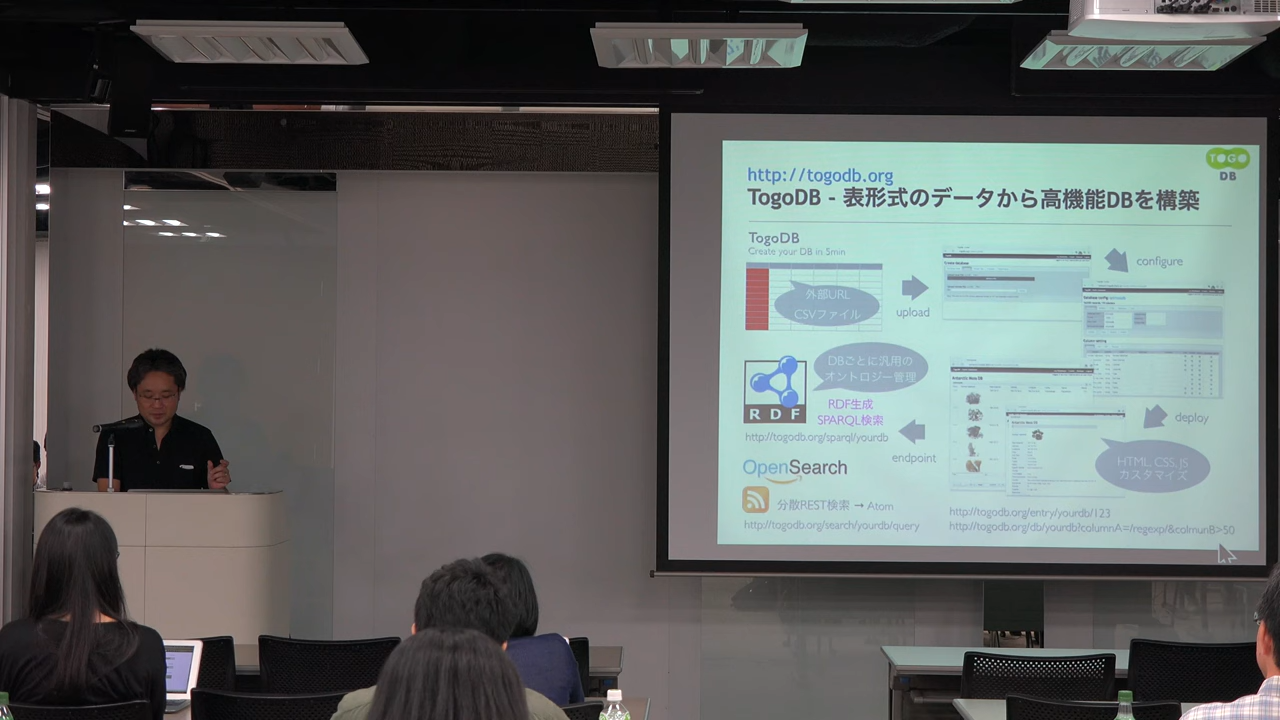 http://togodb.org
TOGO
DB
TogoDB - 表形式のデータから高機能DBを構築
TogoDB
Create your DB in 5min
外部URL
CSVファイル
upload
configure
DBごとに汎用の
オントロジー管理
RDF
RDF生成
SPARQL検索
http://togodb.org/sparql/yourdb
endpoint
deploy
HTML, CSS, JS
カスタマイズ
OpenSearch
分散REST検索 → Atom
http://togodb.org/search/yourdb/query
http://togodb.org/entry/yourdb/123
http://togodb.org/db/yourdb?columnA=/regexp/&colmunB>50